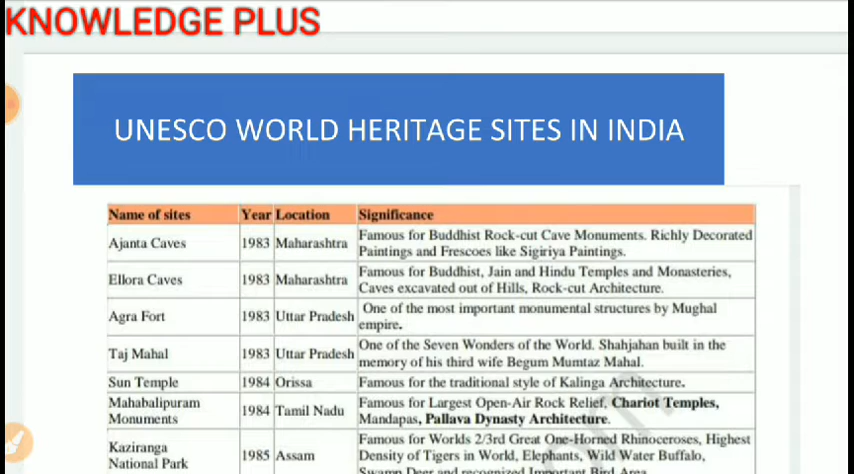 KNOWLEDGE PLUS
UNESCO WORLD HERITAGE SITES IN INDIA
Name of sites Year Location Significance
Ajanta Caves 1983 Maharashtra Famous for Buddhist Rock-cut Cave Monuments. Richly Decorated
Paintings and Frescoes like Sigiriya Paintings.
Ellora Caves 1983 Maharashtra Famous for Buddhist, Jain and Hindu Temples and Monasteries,
Caves excavated out of Hills, Rock-cut Architecture.
Agra Fort 1983 Uttar Pradesh One of the most important monumental structures by Mughal
empire.
Taj Mahal 1983 Uttar Pradesh One of the Seven Wonders of the World. Shahjahan built in the
memory of his third wife Begum Mumtaz Mahal.
Sun Temple 1984 Orissa Famous for the traditional style of Kalinga Architecture.
Mahabalipuram Monuments 1984 Tamil Nadu Famous for Largest Open-Air Rock Relief, Chariot Temples,
Mandapas, Pallava Dynasty Architecture.
Kaziranga National Park 1985 Assam Famous for Worlds 2/3rd Great One-Horned Rhinoceroses, Highest
Density of Tigers in World, Elephants, Wild Water Buffalo,
Swamp Deer and recognized Important Bird Area